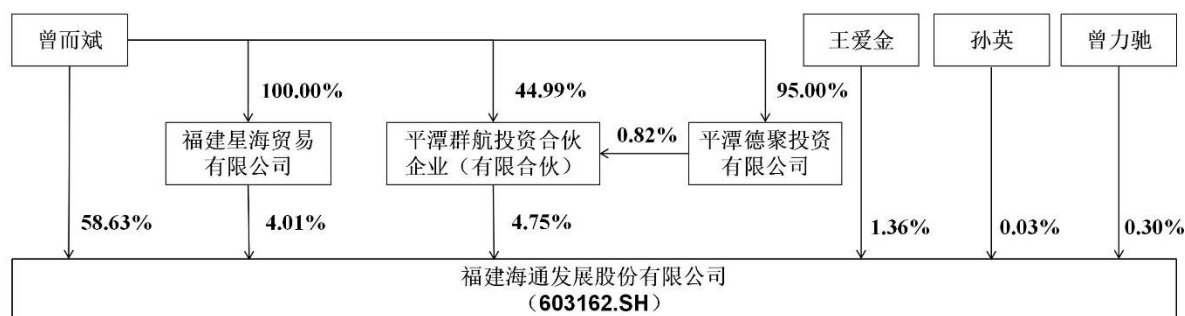 曾而斌
王爱金
孙英
曾力驰
100.00%
44.99%
95.00%
福建星海贸易
有限公司
平潭群航投资合伙
企业（有限合伙）
0.82%
平潭德聚投资
有限公司
58.63%
4.01%
4.75%
1.36%
0.03%
0.30%
福建海通发展股份有限公司
（603162.SH）